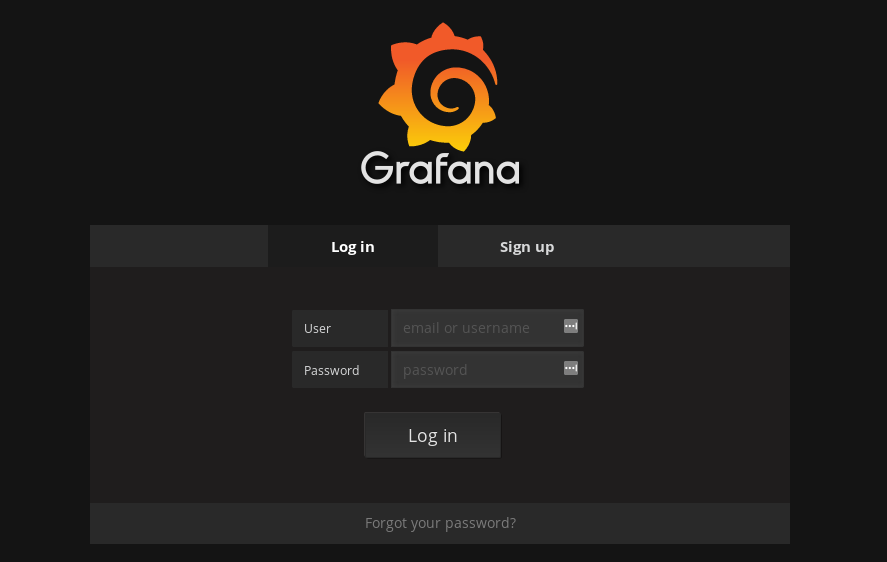 Grafana
Log in
Sign up
User
email or username
Password
password
Log in
Forgot your password?